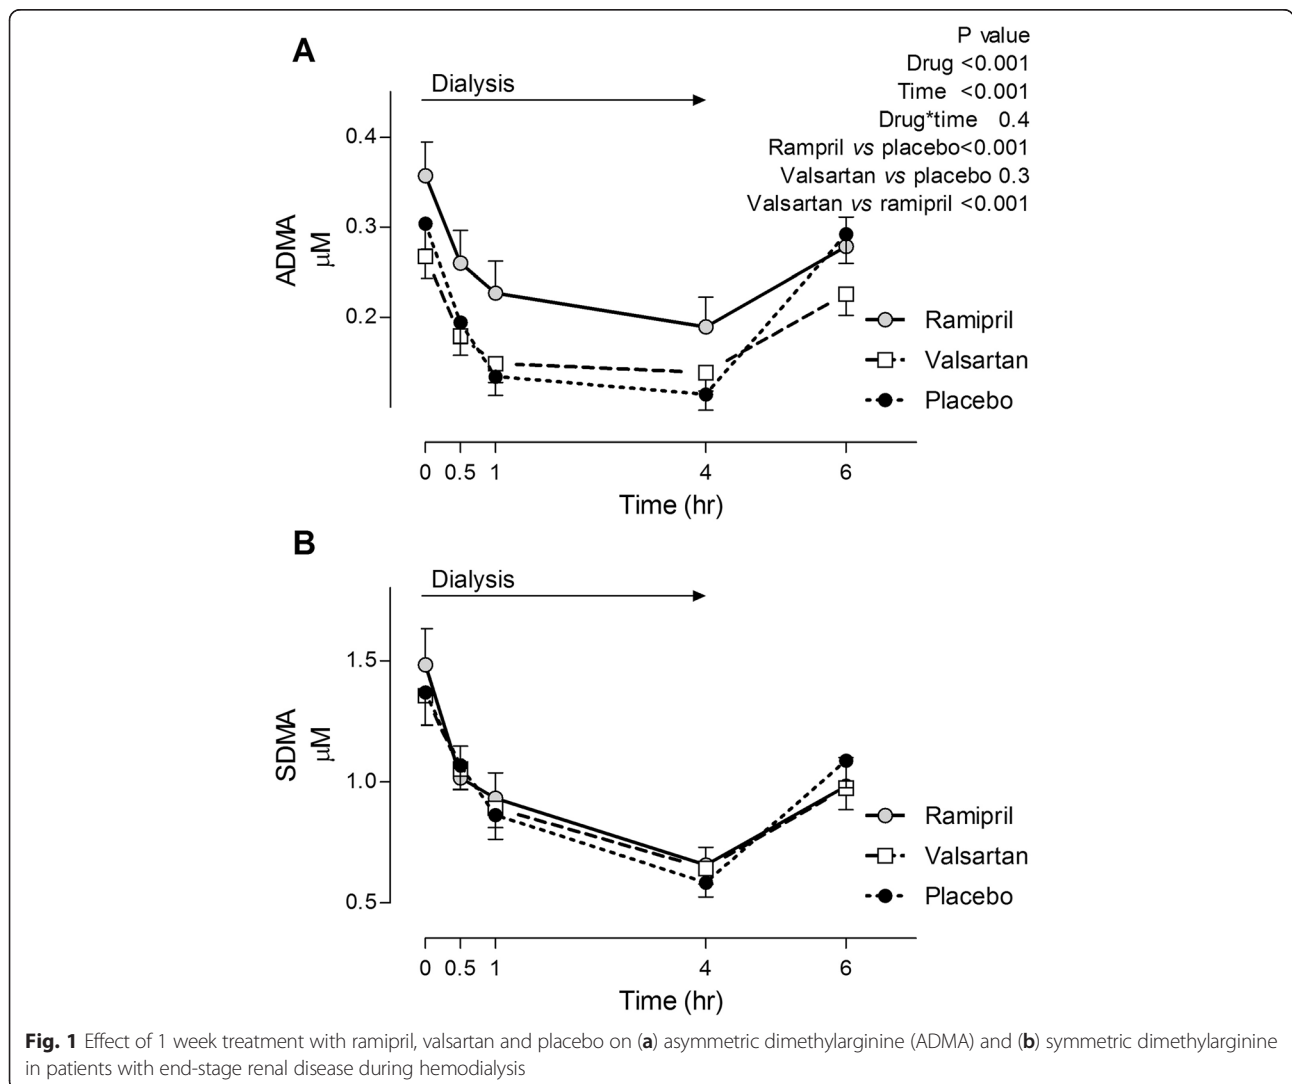 A
P value
Drug <0.001
Time <0.001
Drug*time 0.4
Rampril vs placebo<0.001
Valsartan vs placebo 0.3
Valsartan vs ramipril <0.001
Dialysis
ADMA
µM
0.4
0.3
0.2
Ramipril
Valsartan
Placebo
0 0.5 1 4 6
Time (hr)
B
Dialysis
SDMA
µM
1.5
1.0
0.5
Ramipril
Valsartan
Placebo
0 0.5 1 4 6
Time (hr)
Fig. 1 Effect of 1 week treatment with ramipril, valsartan and placebo on (a) asymmetric dimethylarginine (ADMA) and (b) symmetric dimethylarginine
in patients with end-stage renal disease during hemodialysis